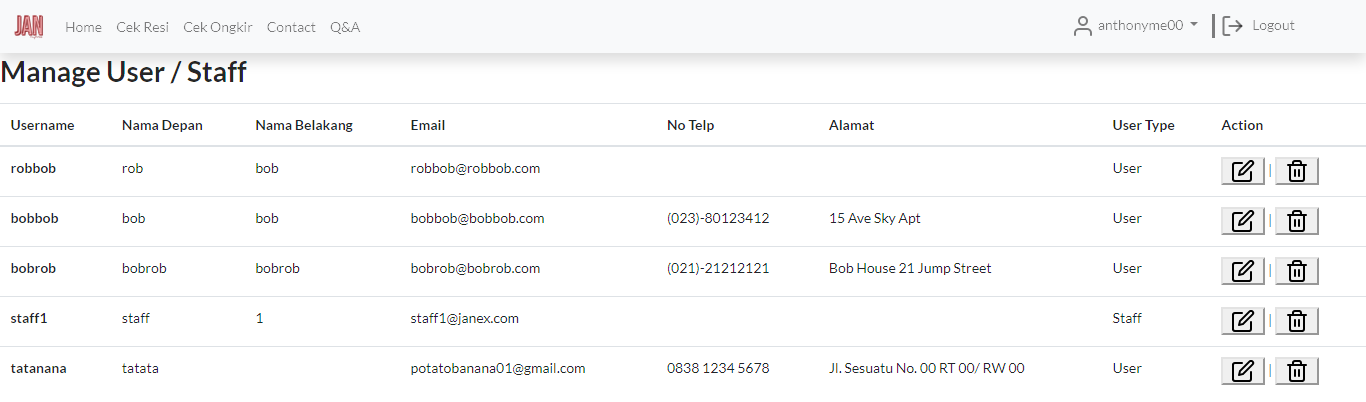 JAN Home Cek Resi Cek Ongkir Contact Q&A anthonyme00 Logout
Manage User / Staff
Username Nama Depan Nama Belakang Email No Telp Alamat User Type Action
robbob rob bob robbob@robbob.com User |
bobbob bob bob bobbob@bobbob.com (023)-80123412 15 Ave Sky Apt User |
bobrob bobrob bobrob bobrob@bobrob.com (021)-21212121 Bob House 21 Jump Street User |
staff1 staff 1 staff1@janex.com Staff |
tatanana tatata potatobanana01@gmail.com 0838 1234 5678 Jl. Sesuatu No. 00 RT 00/ RW 00 User |